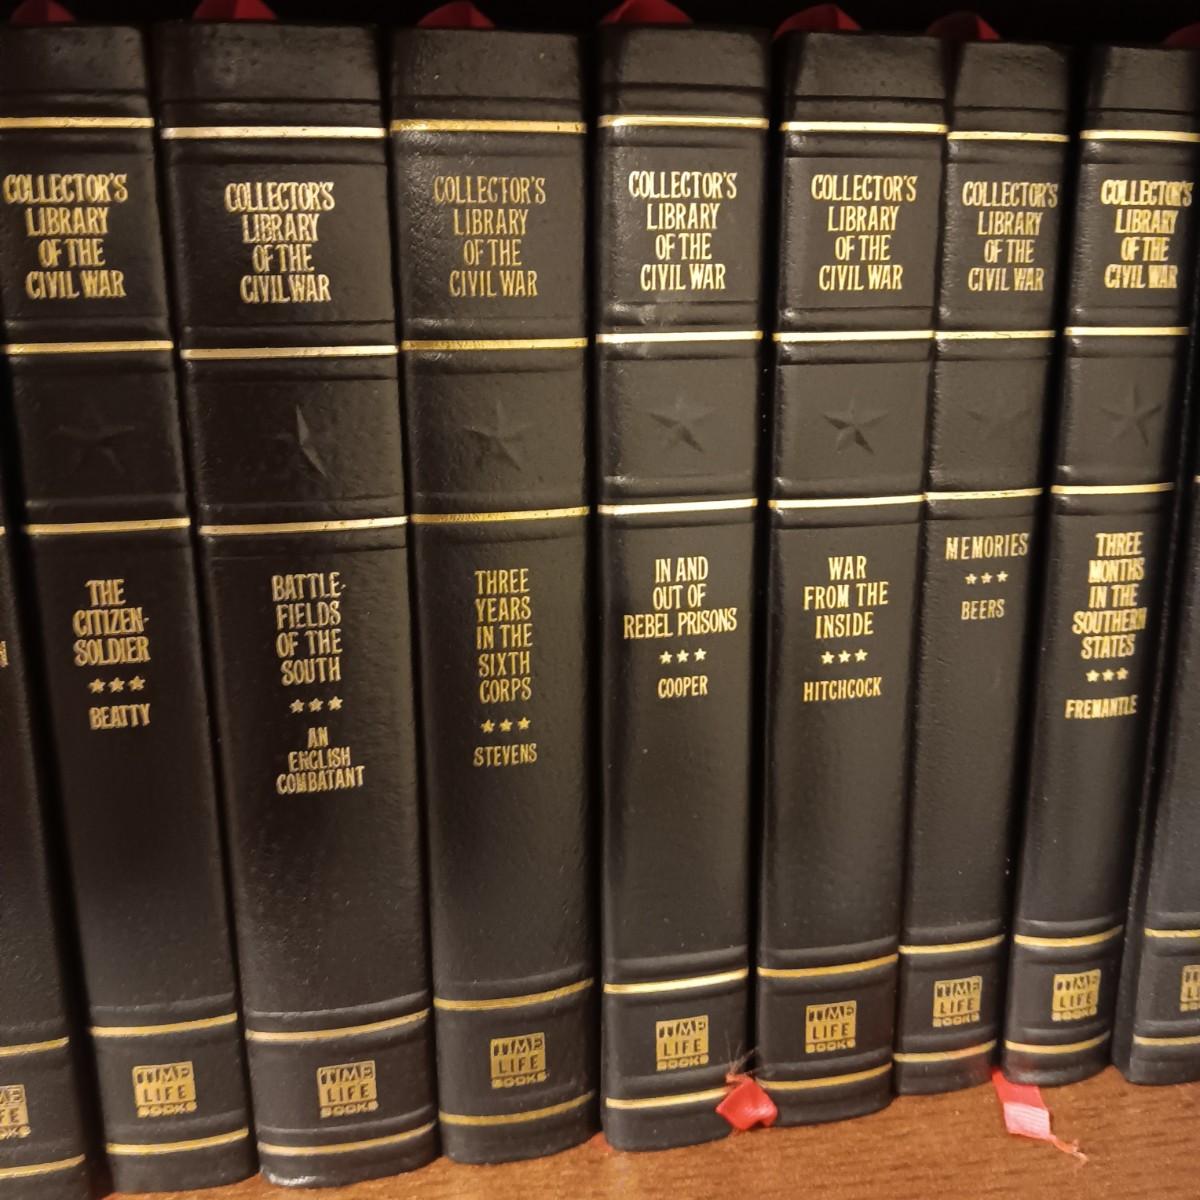 COLLECTOR'S
LIBRARY
OF THE
CIVIL WAR
THE
CITIZEN-
SOLDIER
BEATTY
TIME
LIFE
BOOKS
COLLECTOR'S
LIBRARY
OF THE
CIVIL WAR
BATTLE-
FIELDS
OF THE
SOUTH
AN
ENGLISH
COMBATANT
TIME
LIFE
BOOKS
COLLECTOR'S
LIBRARY
OF THE
CIVIL WAR
THREE
YEARS
IN THE
SIXTH
CORPS
STEVENS
TIME
LIFE
BOOKS
COLLECTOR'S
LIBRARY
OF THE
CIVIL WAR
IN AND
OUT OF
REBEL PRISONS
COOPER
TIME
LIFE
BOOKS
COLLECTOR'S
LIBRARY
OF THE
CIVIL WAR
WAR
FROM THE
INSIDE
HITCHCOCK
TIME
LIFE
BOOKS
COLLECTOR'S
LIBRARY
OF THE
CIVIL WAR
MEMORIES
BEERS
TIME
LIFE
BOOKS
COLLECTOR'S
LIBRARY
OF THE
CIVIL WAR
THREE
MONTHS
IN THE
SOUTHERN
STATES
FREMANTLE
TIME
LIFE
BOOKS